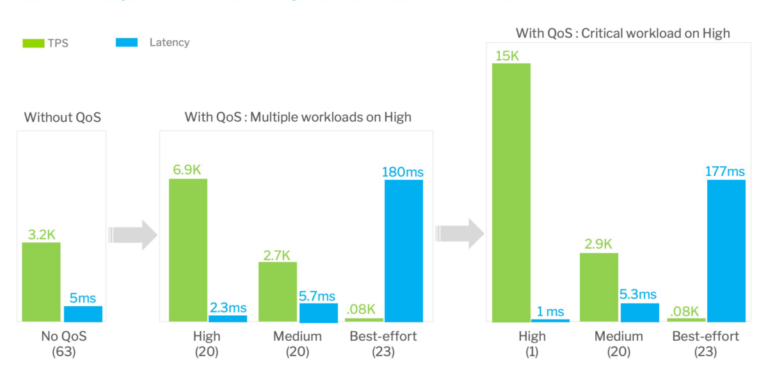 TPS
Latency
Without QoS
3.2K
5ms
No QoS
(63)
With QoS : Multiple workloads on High
6.9K
2.3ms
High
(20)
2.7K
5.7ms
Medium
(20)
.08K
180ms
Best-effort
(23)
With QoS : Critical workload on High
15K
1 ms
High
(1)
2.9K
5.3ms
Medium
(20)
.08K
177ms
Best-effort
(23)